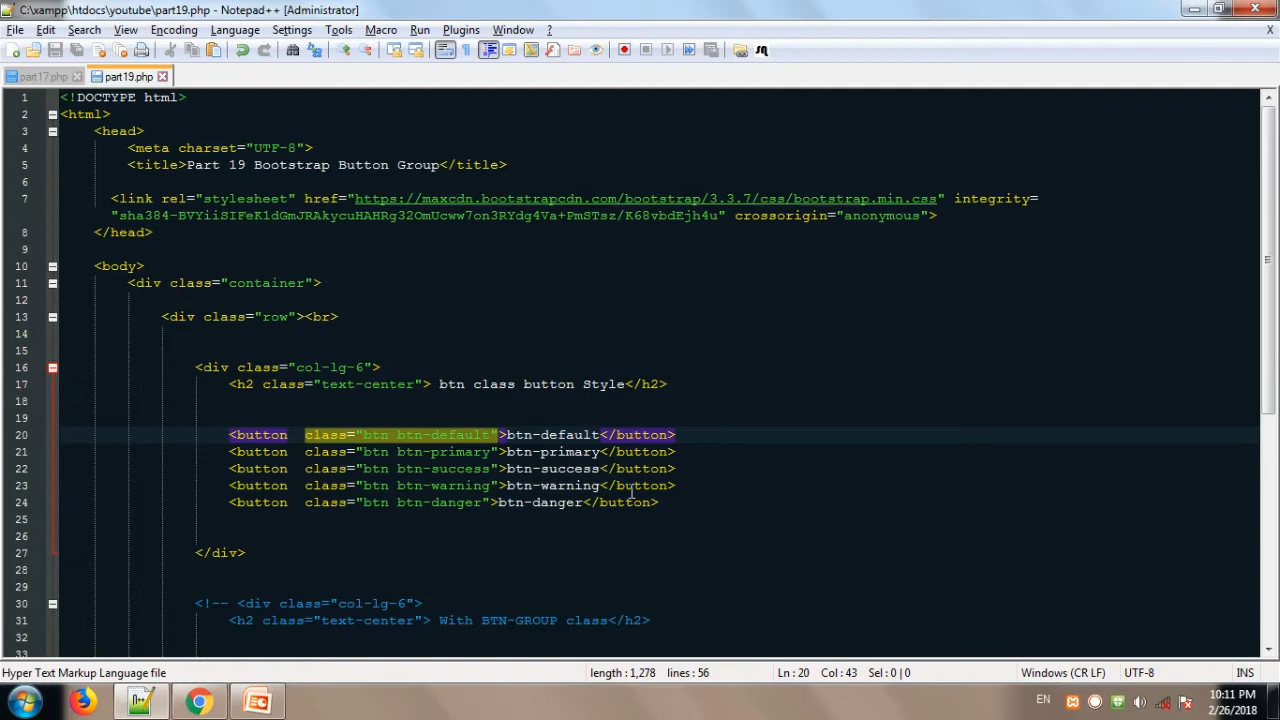 C:\xampp\htdocs\youtube\part19.php - Notepad++ [Administrator]
File Edit Search View Encoding Language Settings Tools Macro Run Plugins Window ? X
part17.php part19.php
1 <!DOCTYPE html>
2 <html>
3 <head>
4 <meta charset="UTF-8">
5 <title>Part 19 Bootstrap Button Group</title>
6
7 <link rel="stylesheet" href="https://maxcdn.bootstrapcdn.com/bootstrap/3.3.7/css/bootstrap.min.css" integrity=
"sha384-BVYiiSIFeK1dGmJRAkycuHAHRg32OmUcww7on3RYdg4Va+PmSTsz/K68vbdEjh4u" crossorigin="anonymous">
8 </head>
9
10 <body>
11 <div class="container">
12
13 <div class="row"><br>
14
15
16 <div class="col-lg-6">
17 <h2 class="text-center"> btn class button Style</h2>
18
19
20 <button class="btn btn-default">btn-default</button>
21 <button class="btn btn-primary">btn-primary</button>
22 <button class="btn btn-success">btn-success</button>
23 <button class="btn btn-warning">btn-warning</button>
24 <button class="btn btn-danger">btn-danger</button>
25
26
27 </div>
28
29
30 <!-- <div class="col-lg-6">
31 <h2 class="text-center"> With BTN-GROUP class</h2>
32
33
Hyper Text Markup Language file length : 1,278 lines : 56 Ln : 20 Col : 43 Sel : 0 | 0 Windows (CR LF) UTF-8 INS
EN 10:11 PM
2/26/2018